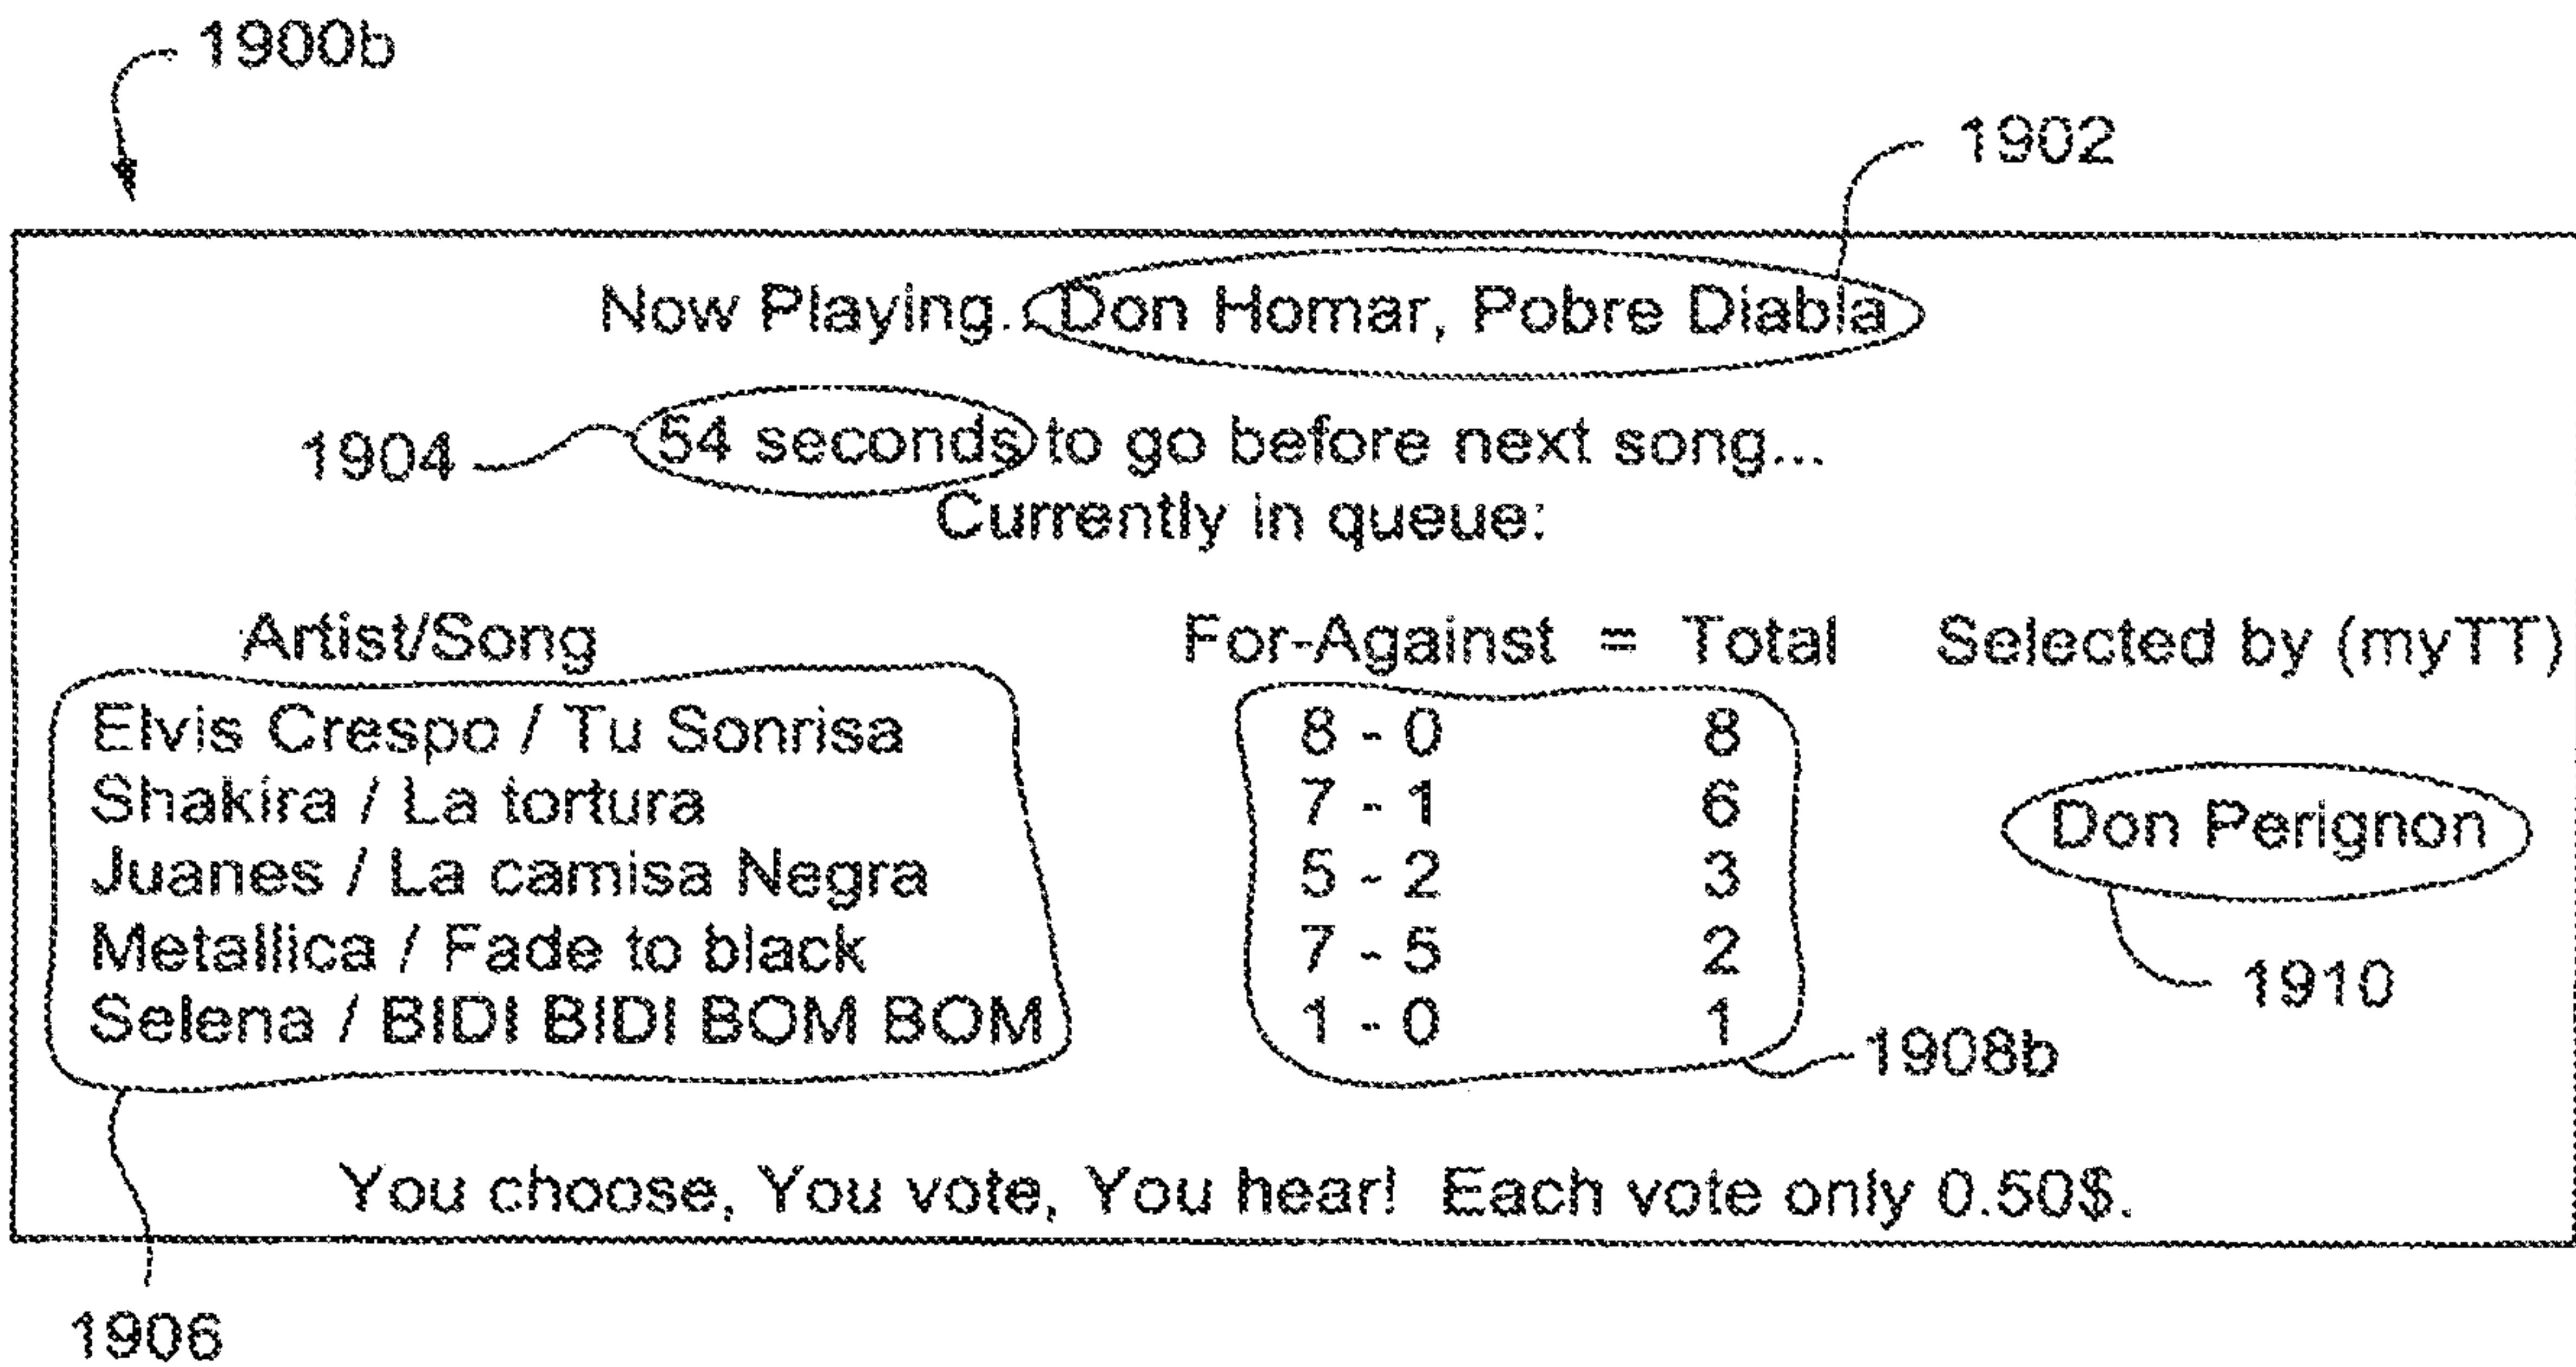 1900b
1902
Now Playing...Don Homar, Pobre Diabla
1904 54 seconds to go before next song...
Currently in queue:
Artist/Song For-Against = Total Selected by (myTT)
Elvis Crespo / Tu Sonrisa 8 - 0 8
Shakira / La tortura 7 - 1 6
Don Perignon
Juanes / La camisa Negra 5 - 2 3
Metallica / Fade to black 7 - 5 2
1910
Selena / BIDI BIDI BOM BOM 1 - 0 1
1908b
You choose, You vote, You hear! Each vote only 0.50$.
1906